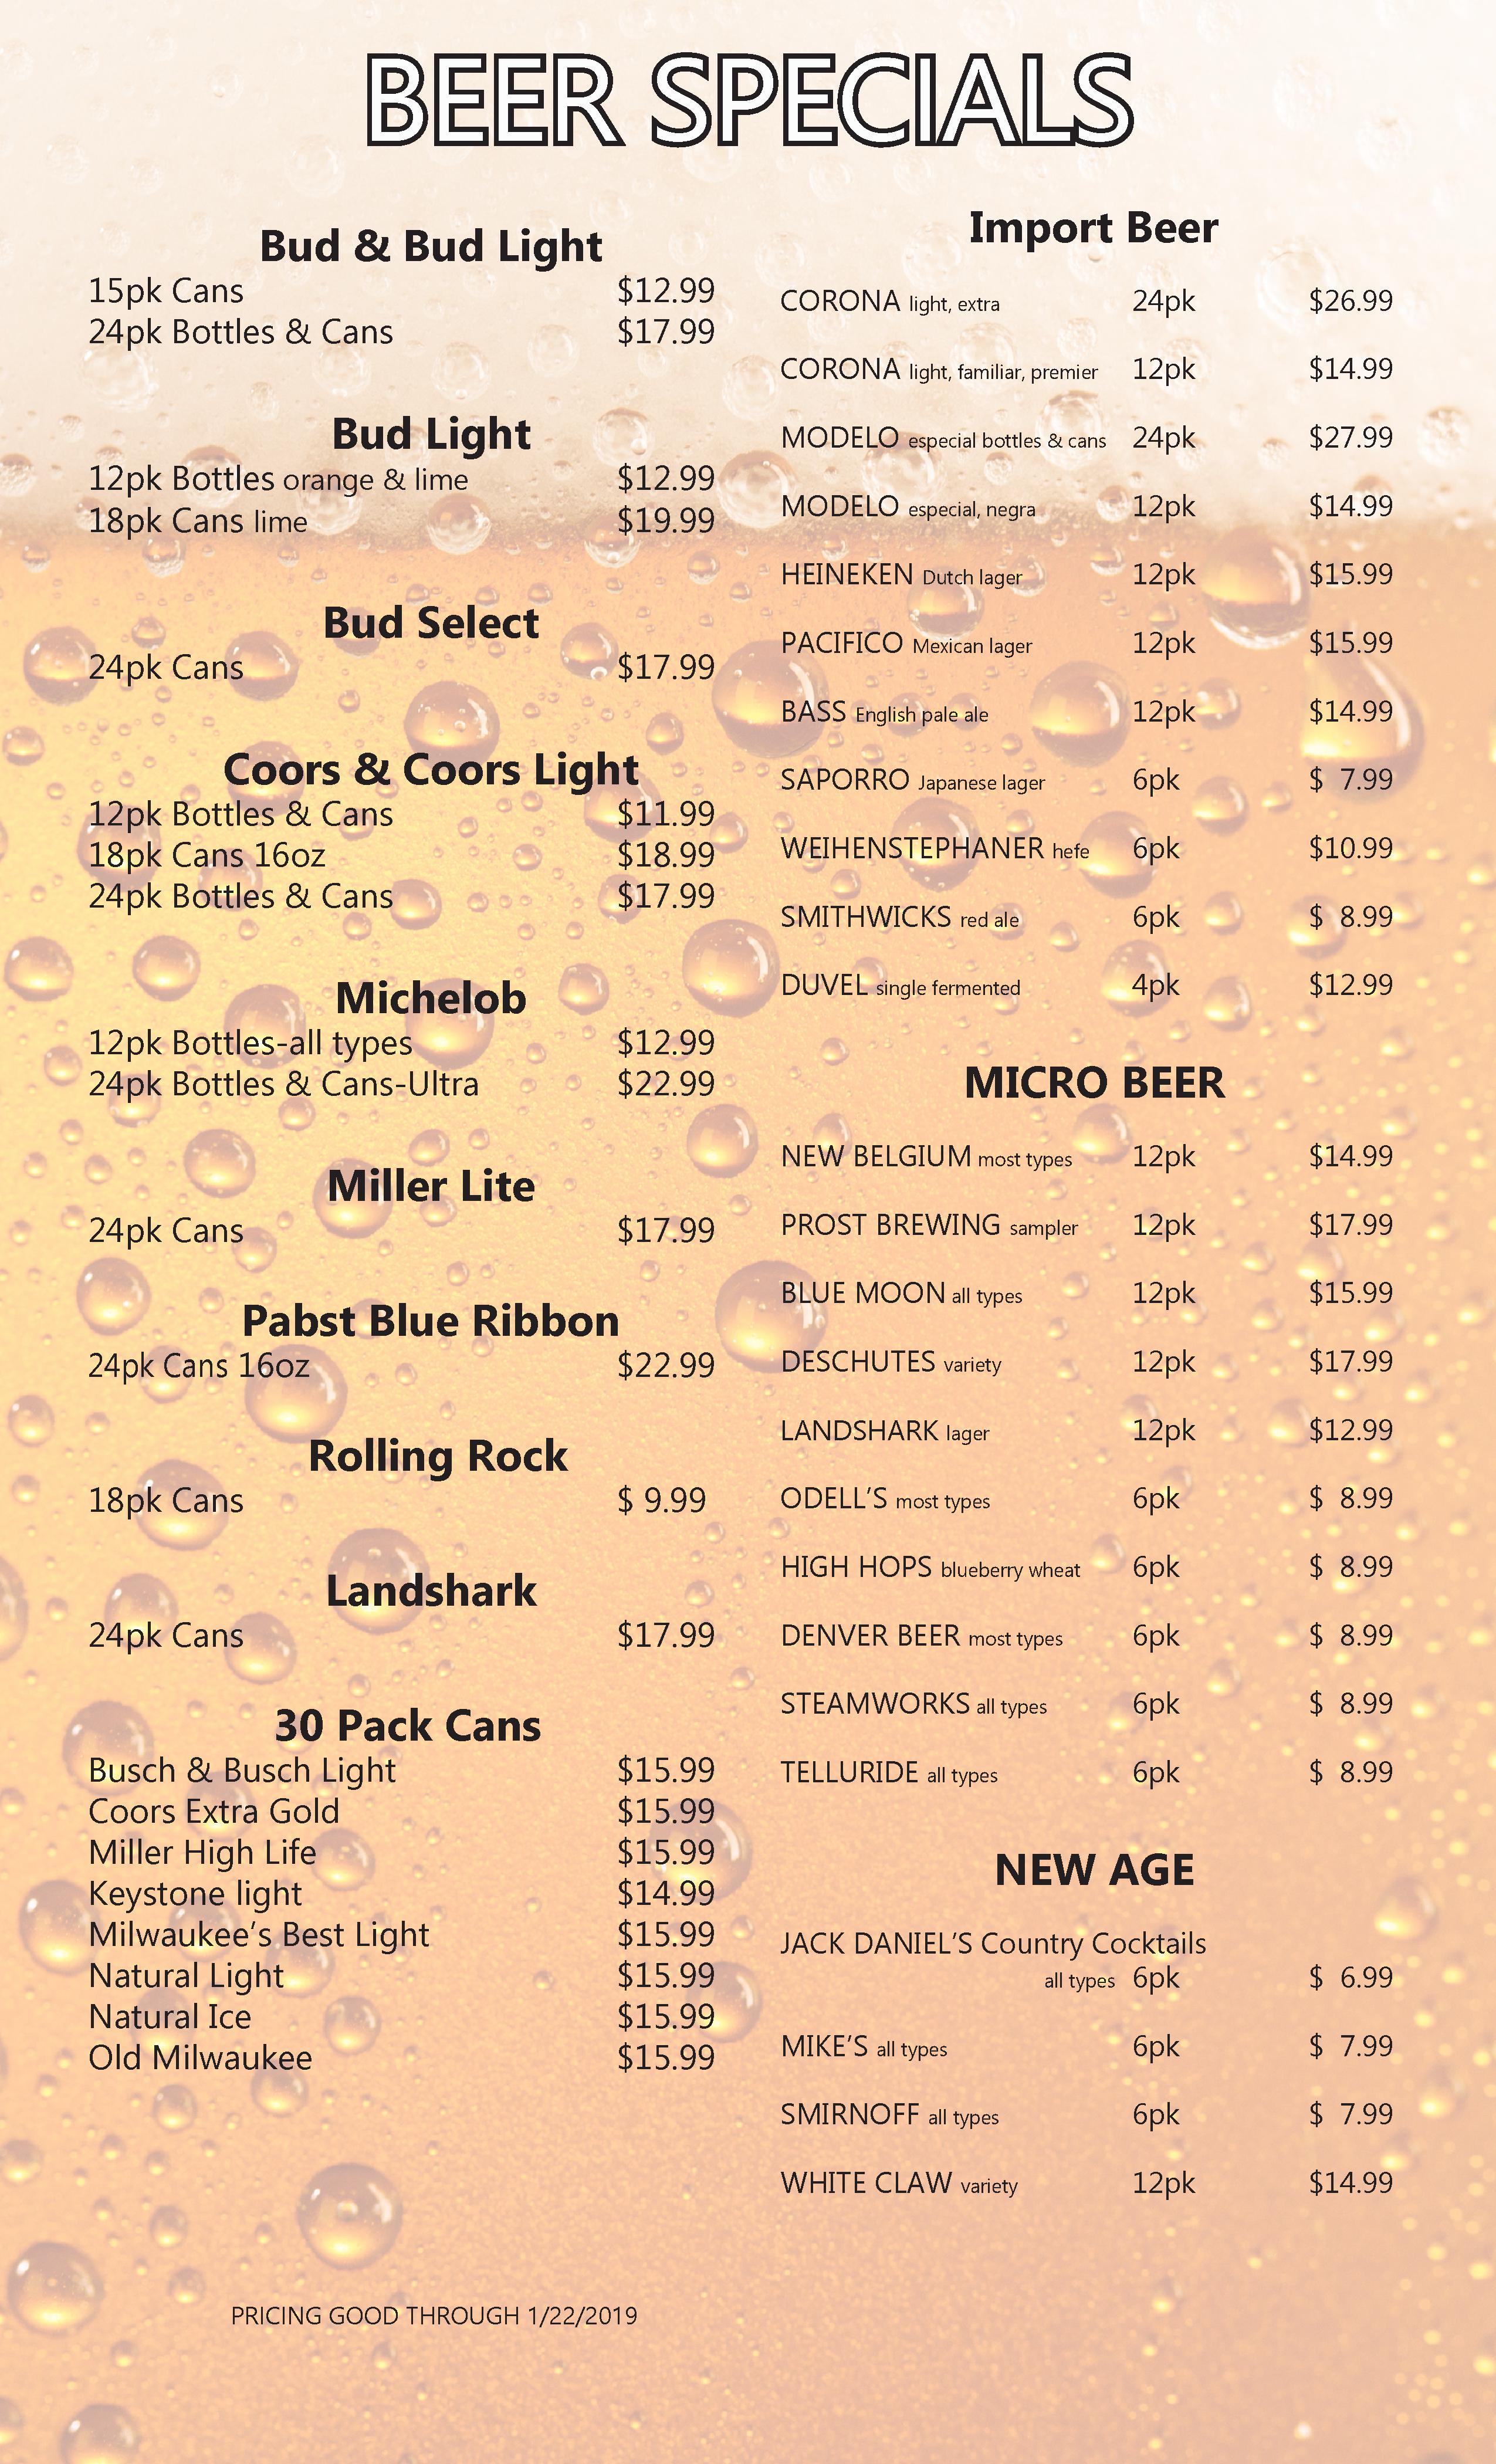 BEER SPECIALS
Bud & Bud Light
15pk Cans $12.99
24pk Bottles & Cans $17.99
Bud Light
12pk Bottles orange & lime $12.99
18pk Cans lime $19.99
Bud Select
24pk Cans $17.99
Coors & Coors Light
12pk Bottles & Cans $11.99
18pk Cans 16oz $18.99
24pk Bottles & Cans $17.99
Michelob
12pk Bottles-all types $12.99
24pk Bottles & Cans-Ultra $22.99
Miller Lite
24pk Cans $17.99
Pabst Blue Ribbon
24pk Cans 16oz $22.99
Rolling Rock
18pk Cans $ 9.99
Landshark
24pk Cans $17.99
30 Pack Cans
Busch & Busch Light $15.99
Coors Extra Gold $15.99
Miller High Life $15.99
Keystone light $14.99
Milwaukee's Best Light $15.99
Natural Light $15.99
Natural Ice $15.99
Old Milwaukee $15.99
PRICING GOOD THROUGH 1/22/2019
Import Beer
CORONA light, extra 24pk $26.99
CORONA light, familiar, premier 12pk $14.99
MODELO especial bottles & cans 24pk $27.99
MODELO especial, negra 12pk $14.99
HEINEKEN Dutch lager 12pk $15.99
PACIFICO Mexican lager 12pk $15.99
BASS English pale ale 12pk $14.99
SAPORRO Japanese lager 6pk $ 7.99
WEIHENSTEPHANER hefe 6pk $10.99
SMITHWICKS red ale 6pk $ 8.99
DUVEL single fermented 4pk $12.99
MICRO BEER
NEW BELGIUM most types 12pk $14.99
PROST BREWING sampler 12pk $17.99
BLUE MOON all types 12pk $15.99
DESCHUTES variety 12pk $17.99
LANDSHARK lager 12pk $12.99
ODELL'S most types 6pk $ 8.99
HIGH HOPS blueberry wheat 6pk $ 8.99
DENVER BEER most types 6pk $ 8.99
STEAMWORKS all types 6pk $ 8.99
TELLURIDE all types 6pk $ 8.99
NEW AGE
JACK DANIEL'S Country Cocktails
all types 6pk $ 6.99
MIKE'S all types 6pk $ 7.99
SMIRNOFF all types 6pk $ 7.99
WHITE CLAW variety 12pk $14.99